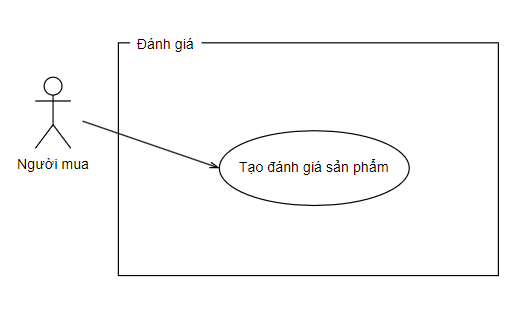 Đánh giá
Người mua
Tạo đánh giá sản phẩm